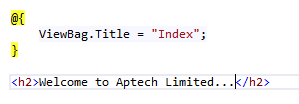 @{
ViewBag.Title = "Index";
}
<h2>Welcome to Aptech Limited...</h2>